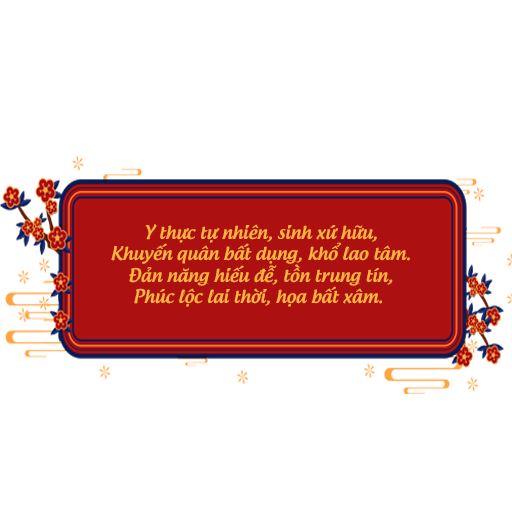 Y thực tự nhiên, sinh xứ hữu,
Khuyến quân bất dụng, khổ lao tâm.
Đản năng hiếu đễ, tồn trung tín,
Phúc lộc lai thời, họa bất xâm.